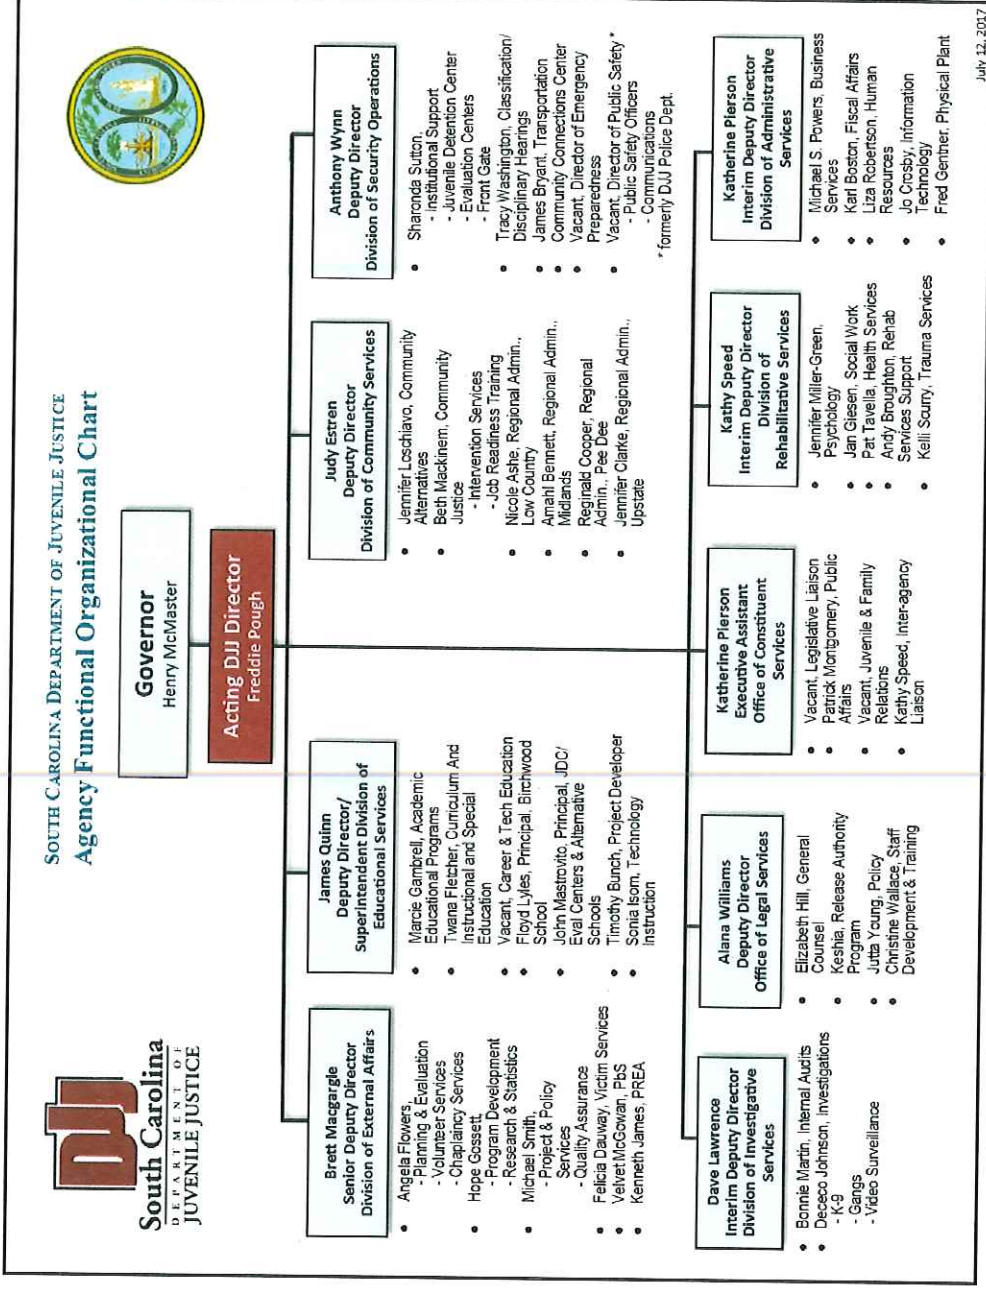 DJJ
South Carolina
DEPARTMENT OF
JUVENILE JUSTICE
SOUTH CAROLINA DEPARTMENT OF JUVENILE JUSTICE
Agency Functional Organizational Chart
Governor
Henry McMaster
Acting DJJ Director
Freddie Pough
Brett Macgargle
Senior Deputy Director
Division of External Affairs
• Angela Flowers,
- Planning & Evaluation
- Volunteer Services
- Chaplaincy Services
• Hope Gossett,
- Program Development
- Research & Statistics
• Michael Smith,
- Project & Policy
Services
- Quality Assurance
• Felicia Dauway, Victim Services
• Velvet McGowan, PbS
• Kenneth James, PREA
James Quinn
Deputy Director/
Superintendent Division of
Educational Services
• Marcie Gambrell, Academic
Educational Programs
• Twana Fletcher, Curriculum And
Instructional and Special
Education
• Vacant, Career & Tech Education
• Floyd Lyles, Principal, Birchwood
School
• John Mastrovito, Principal, JDC/
Eval Centers & Alternative
Schools
• Timothy Bunch, Project Developer
• Sonia Isom, Technology
Instruction
Judy Estren
Deputy Director
Division of Community Services
• Jennifer Loschiavo, Community
Alternatives
• Beth Mackinem, Community
Justice
- Intervention Services
- Job Readiness Training
• Nicole Ashe, Regional Admin.,
Low Country
• Amahl Bennett, Regional Admin.,
Midlands
• Reginald Cooper, Regional
Admin., Pee Dee
• Jennifer Clarke, Regional Admin.,
Upstate
Anthony Wynn
Deputy Director
Division of Security Operations
• Sharonda Sutton,
- Institutional Support
- Juvenile Detention Center
- Evaluation Centers
- Front Gate
• Tracy Washington, Classification/
Disciplinary Hearings
• James Bryant, Transportation
• Community Connections Center
• Vacant, Director of Emergency
Preparedness
• Vacant, Director of Public Safety*
- Public Safety Officers
- Communications
*formerly DJJ Police Dept.
Dave Lawrence
Interim Deputy Director
Division of Investigative
Services
• Bonnie Martin, Internal Audits
• Dececo Johnson, Investigations
- K-9
- Gangs
- Video Surveillance
Alana Williams
Deputy Director
Office of Legal Services
• Elizabeth Hill, General
Counsel
• Keshia, Release Authority
Program
• Jutta Young, Policy
• Christine Wallace, Staff
Development & Training
Katherine Pierson
Executive Assistant
Office of Constituent
Services
• Vacant, Legislative Liaison
• Patrick Montgomery, Public
Affairs
• Vacant, Juvenile & Family
Relations
• Kathy Speed, Inter-agency
Liaison
Kathy Speed
Interim Deputy Director
Division of
Rehabilitative Services
• Jennifer Miller-Green,
Psychology
• Jan Giesen, Social Work
• Pat Tavella, Health Services
• Andy Broughton, Rehab
Services Support
• Kelli Scurry, Trauma Services
Katherine Pierson
Interim Deputy Director
Division of Administrative
Services
• Michael S. Powers, Business
Services
• Karl Boston, Fiscal Affairs
• Liza Robertson, Human
Resources
• Jo Crosby, Information
Technology
• Fred Genther, Physical Plant
July 12, 2017